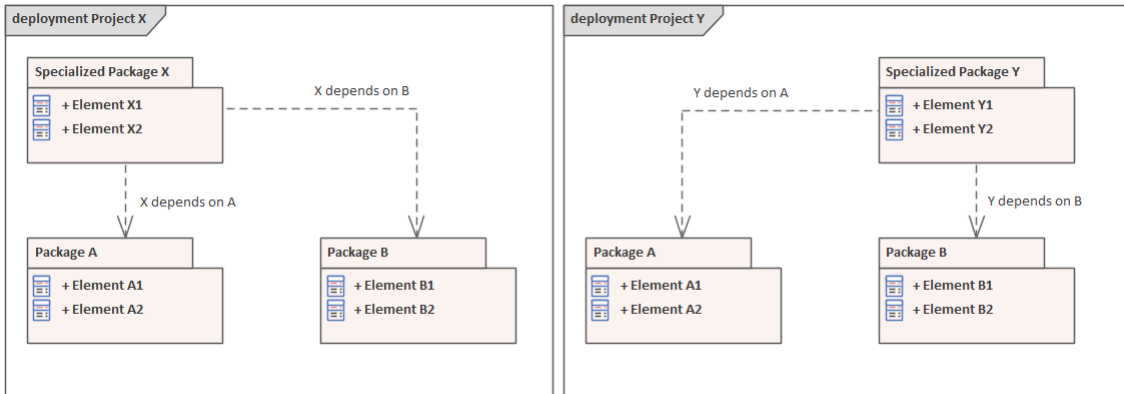 deployment Project X
Specialized Package X
+ Element X1
+ Element X2
X depends on B
X depends on A
Package A
+ Element A1
+ Element A2
Package B
+ Element B1
+ Element B2
deployment Project Y
Specialized Package Y
+ Element Y1
+ Element Y2
Y depends on A
Y depends on B
Package A
+ Element A1
+ Element A2
Package B
+ Element B1
+ Element B2